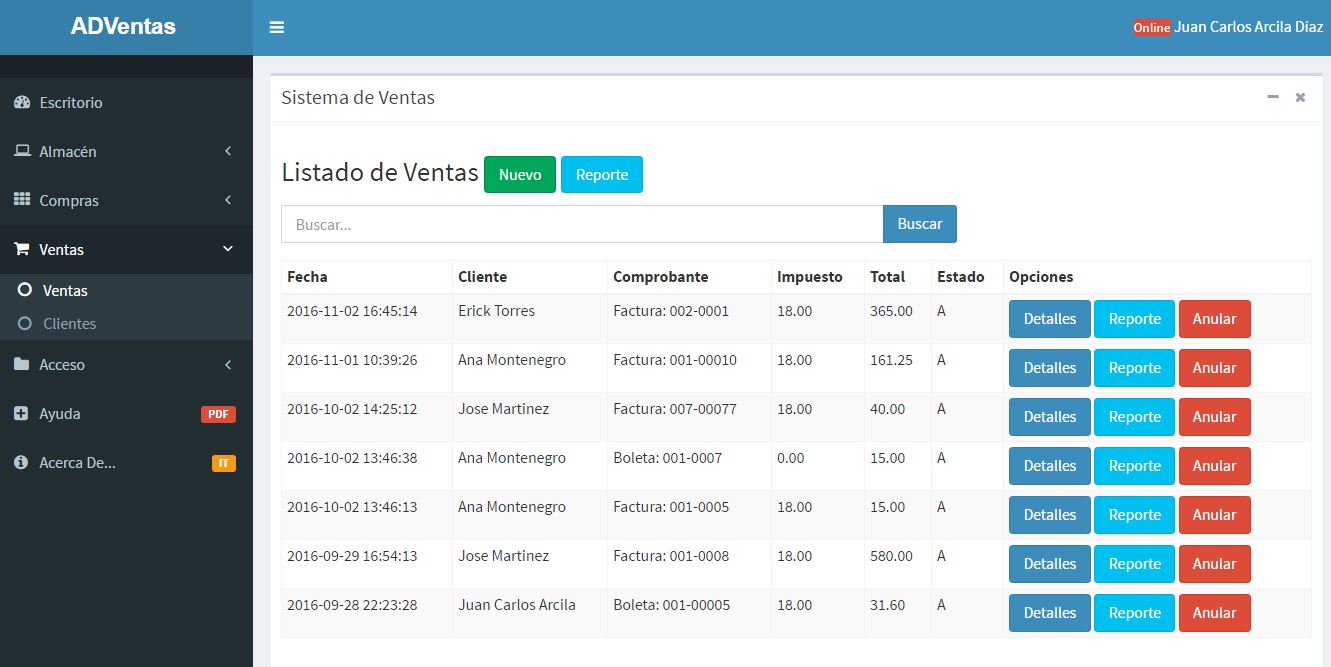 ADVentas
Online Juan Carlos Arcila Díaz
Escritorio
Almacén
Compras
Ventas
Ventas
Clientes
Acceso
Ayuda PDF
Acerca De... IT
Sistema de Ventas
Listado de Ventas Nuevo Reporte
Buscar... Buscar
Fecha Cliente Comprobante Impuesto Total Estado Opciones
2016-11-02 16:45:14 Erick Torres Factura: 002-0001 18.00 365.00 A Detalles Reporte Anular
2016-11-01 10:39:26 Ana Montenegro Factura: 001-00010 18.00 161.25 A Detalles Reporte Anular
2016-10-02 14:25:12 Jose Martinez Factura: 007-00077 18.00 40.00 A Detalles Reporte Anular
2016-10-02 13:46:38 Ana Montenegro Boleta: 001-0007 0.00 15.00 A Detalles Reporte Anular
2016-10-02 13:46:13 Ana Montenegro Factura: 001-0005 18.00 15.00 A Detalles Reporte Anular
2016-09-29 16:54:13 Jose Martinez Factura: 001-0008 18.00 580.00 A Detalles Reporte Anular
2016-09-28 22:23:28 Juan Carlos Arcila Boleta: 001-00005 18.00 31.60 A Detalles Reporte Anular